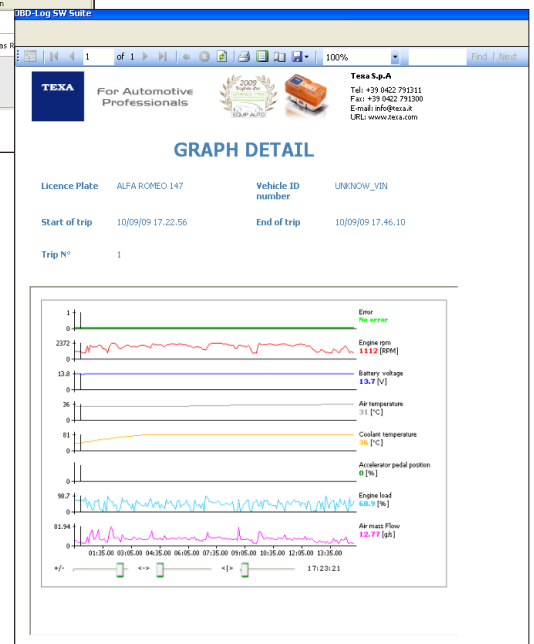 n
OBD-Log SW Suite
as R
1 of 1 100% Find | Next
TEXA
For Automotive
Professionals
2009
EQUIP AUTO
Texa S.p.A
Tel: +39 0422 791311
Fax: +39 0422 791300
E-mail: info@texa.it
URL: www.texa.com
GRAPH DETAIL
Licence Plate ALFA ROMEO 147 Vehicle ID
number UNKNOW_VIN
Start of trip 10/09/09 17.22.56 End of trip 10/09/09 17.46.10
Trip N° 1
1 Error
No error
0
2372 Engine rpm
1112 [RPM]
0
13.8 Battery voltage
13.7 [V]
0
36 Air temperature
31 [°C]
0
81 Coolant temperature
36 [°C]
0
Accelerator pedal position
0 [%]
0
98.7 Engine load
60.9 [%]
0
81.94 Air mass Flow
12.77 [g/s]
0
01:35.00 03:05.00 04:35.00 06:05.00 07:35.00 09:05.00 10:35.00 12:05.00 13:35.00
+/- <-> <|> 17:23:21